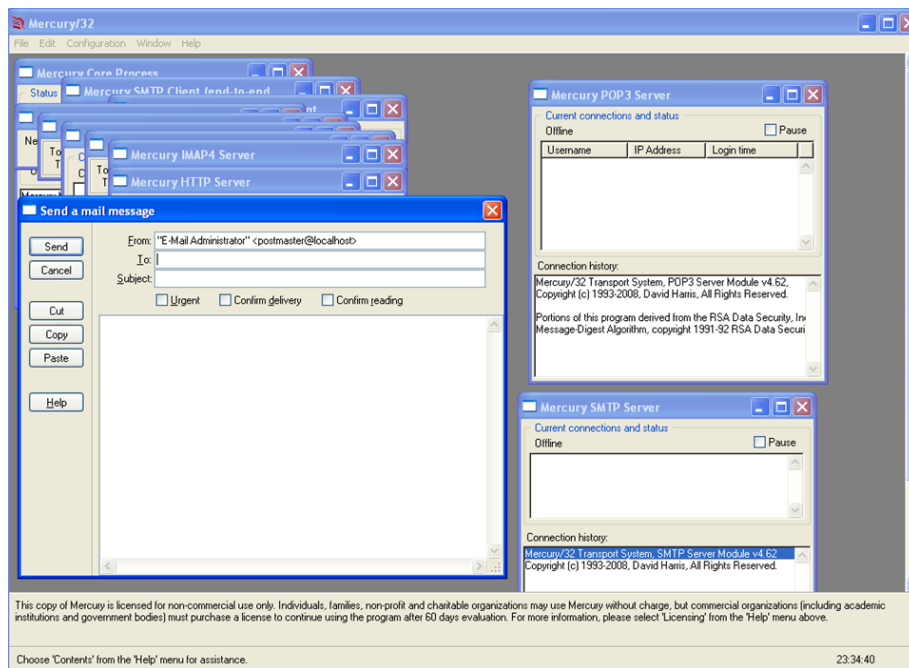 Mercury/32
File Edit Configuration Window Help
Mercury Core Process
Status
Mercury SMTP Client (end-to-end
Ne
To
T
C
C
To
T
Mercury IMAP4 Server
Mercury HTTP Server
Send a mail message
Send
Cancel
Cut
Copy
Paste
Help
From: "E-Mail Administrator" <postmaster@localhost>
To:
Subject:
Urgent Confirm delivery Confirm reading
Mercury POP3 Server
Current connections and status
Offline Pause
Username IP Address Login time
Connection history:
Mercury/32 Transport System, POP3 Server Module v4.62,
Copyright (c) 1993-2008, David Harris, All Rights Reserved.
Portions of this program derived from the RSA Data Security, In
Message-Digest Algorithm, copyright 1991-92 RSA Data Securi
Mercury SMTP Server
Current connections and status
Offline Pause
Connection history:
Mercury/32 Transport System, SMTP Server Module v4.62
Copyright (c) 1993-2008, David Harris, All Rights Reserved.
This copy of Mercury is licensed for non-commercial use only. Individuals, families, non-profit and charitable organizations may use Mercury without charge, but commercial organizations (including academic
institutions and government bodies) must purchase a license to continue using the program after 60 days evaluation. For more information, please select 'Licensing' from the 'Help' menu above.
Choose 'Contents' from the 'Help' menu for assistance. 23:34:40